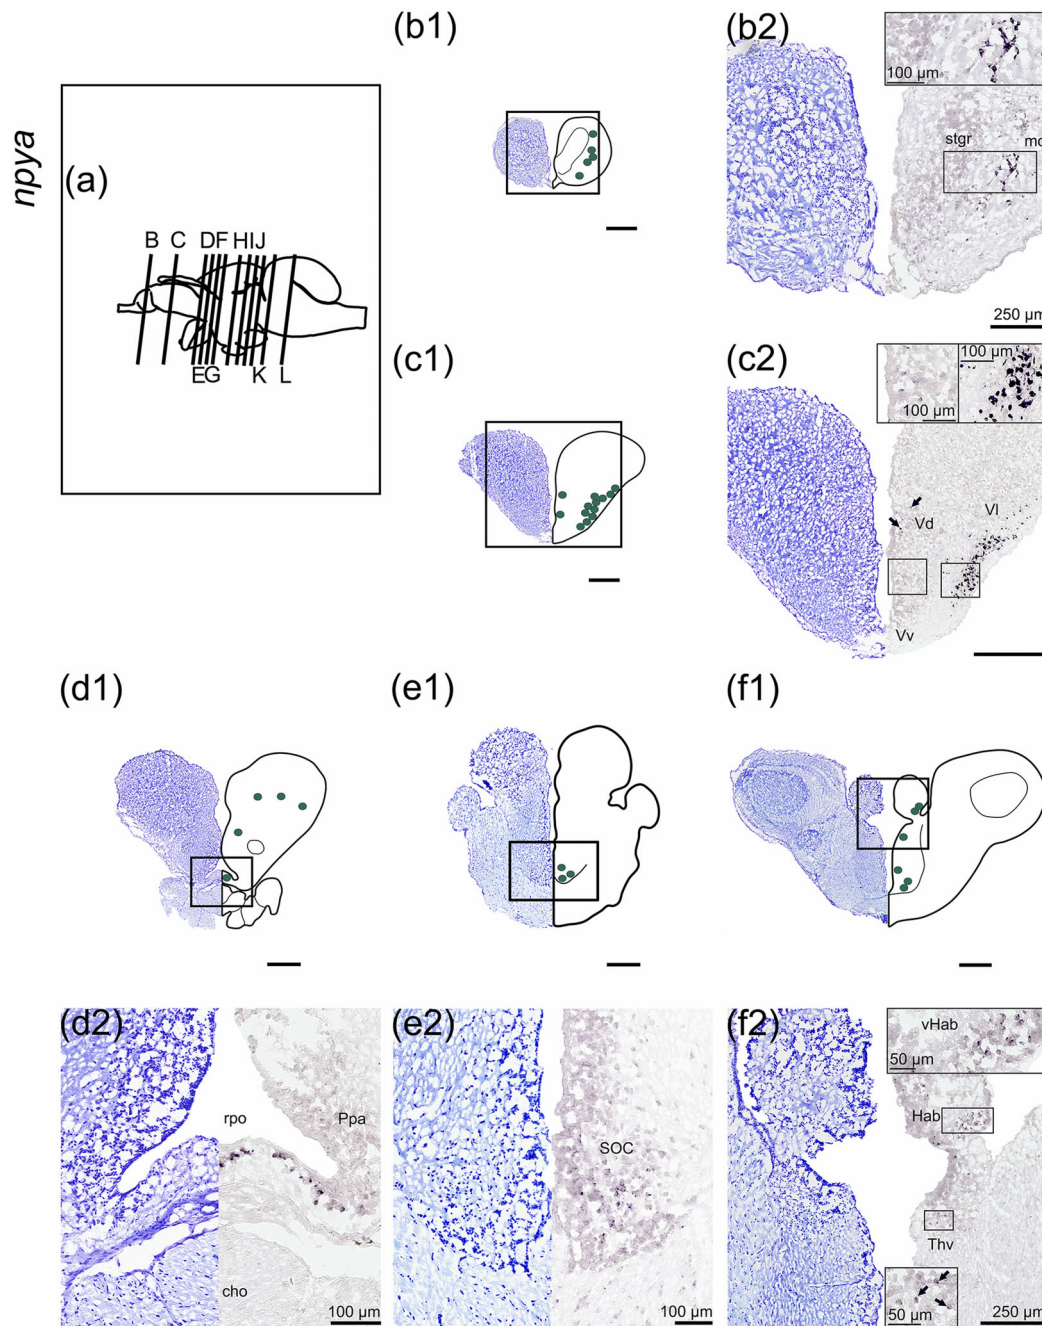 npya
(a)
B C DF HIJ
EG K L
(b1)
(b2)
100 µm
stgr
250 µm
(c1)
(c2)
100 µm
100 µm
Vd
Vl
Vv
(d1)
(e1)
(f1)
(d2)
rpo
Ppa
cho
100 µm
(e2)
SOC
100 µm
(f2)
vHab
50 µm
Hab
Thv
50 µm
250 µm